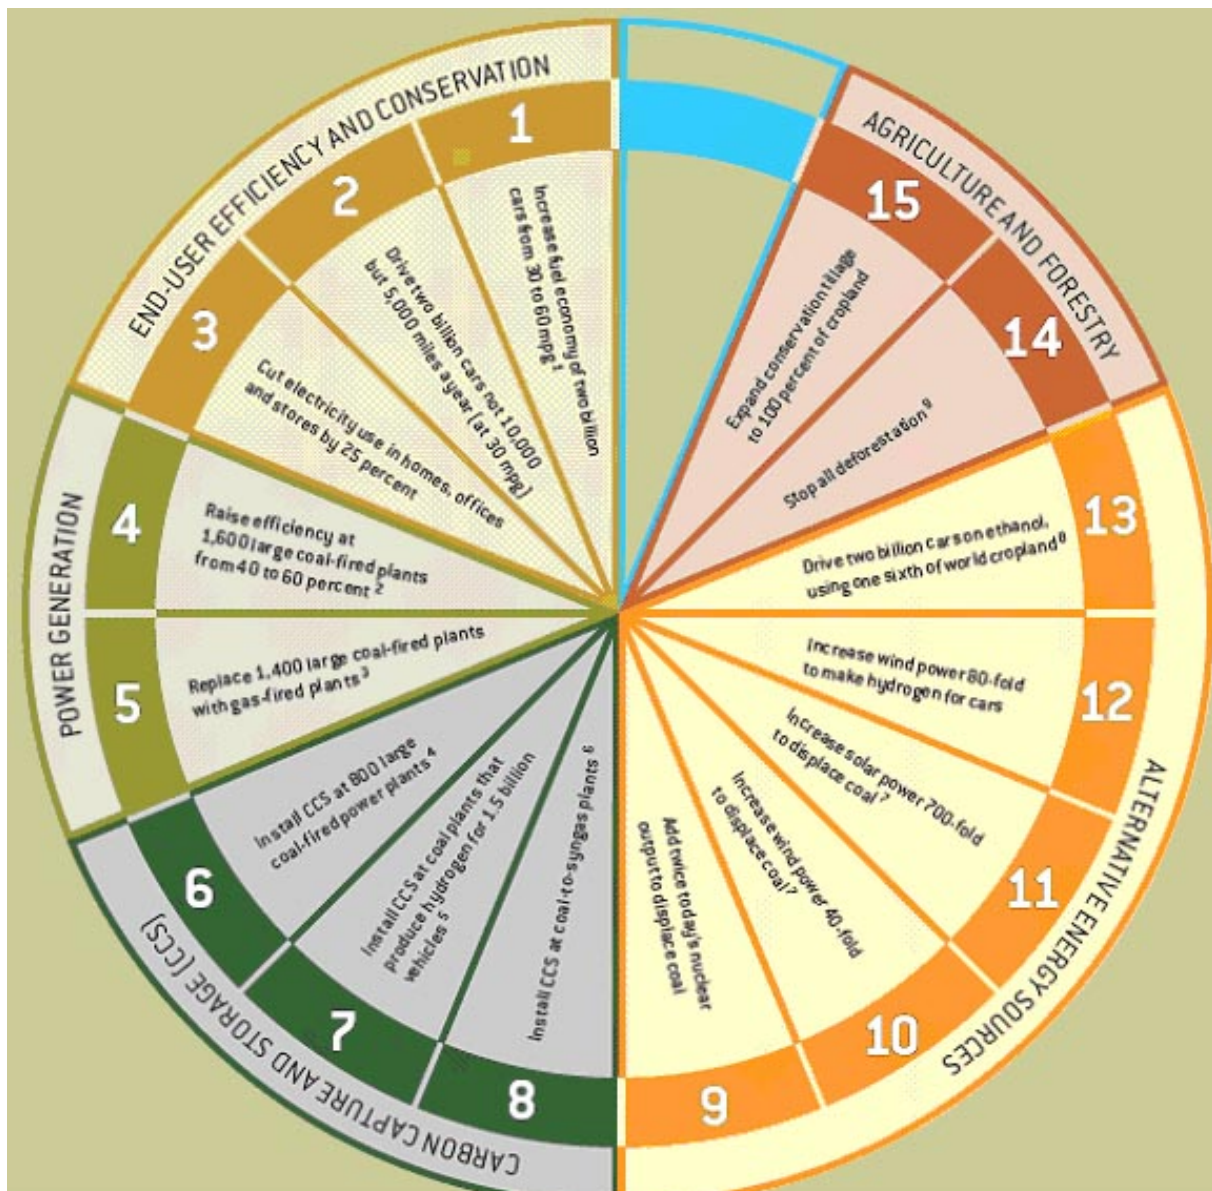 END-USER EFFICIENCY AND CONSERVATION
1
Increase fuel economy of two billion
cars from 30 to 60 mpg 1
2
Drive two billion cars not 10,000
but 5,000 miles a year (at 30 mpg)
3
Cut electricity use in homes, offices
and stores by 25 percent
POWER GENERATION
4
Raise efficiency at
1,600 large coal-fired plants
from 40 to 60 percent 2
5
Replace 1,400 large coal-fired plants
with gas-fired plants 3
CARBON CAPTURE AND STORAGE (CCS)
6
Install CCS at 800 large
coal-fired power plants 4
7
Install CCS at coal plants that
produce hydrogen for 1.5 billion
vehicles 5
8
Install CCS at coal-to-syngas plants 6
ALTERNATIVE ENERGY SOURCES
9
Add twice today's nuclear
output to displace coal
10
Increase wind power 40-fold
to displace coal 7
11
Increase solar power 700-fold
to displace coal 7
12
Increase wind power 80-fold
to make hydrogen for cars
13
Drive two billion cars on ethanol,
using one sixth of world cropland 8
AGRICULTURE AND FORESTRY
14
Stop all deforestation 9
15
Expand conservation tillage
to 100 percent of cropland